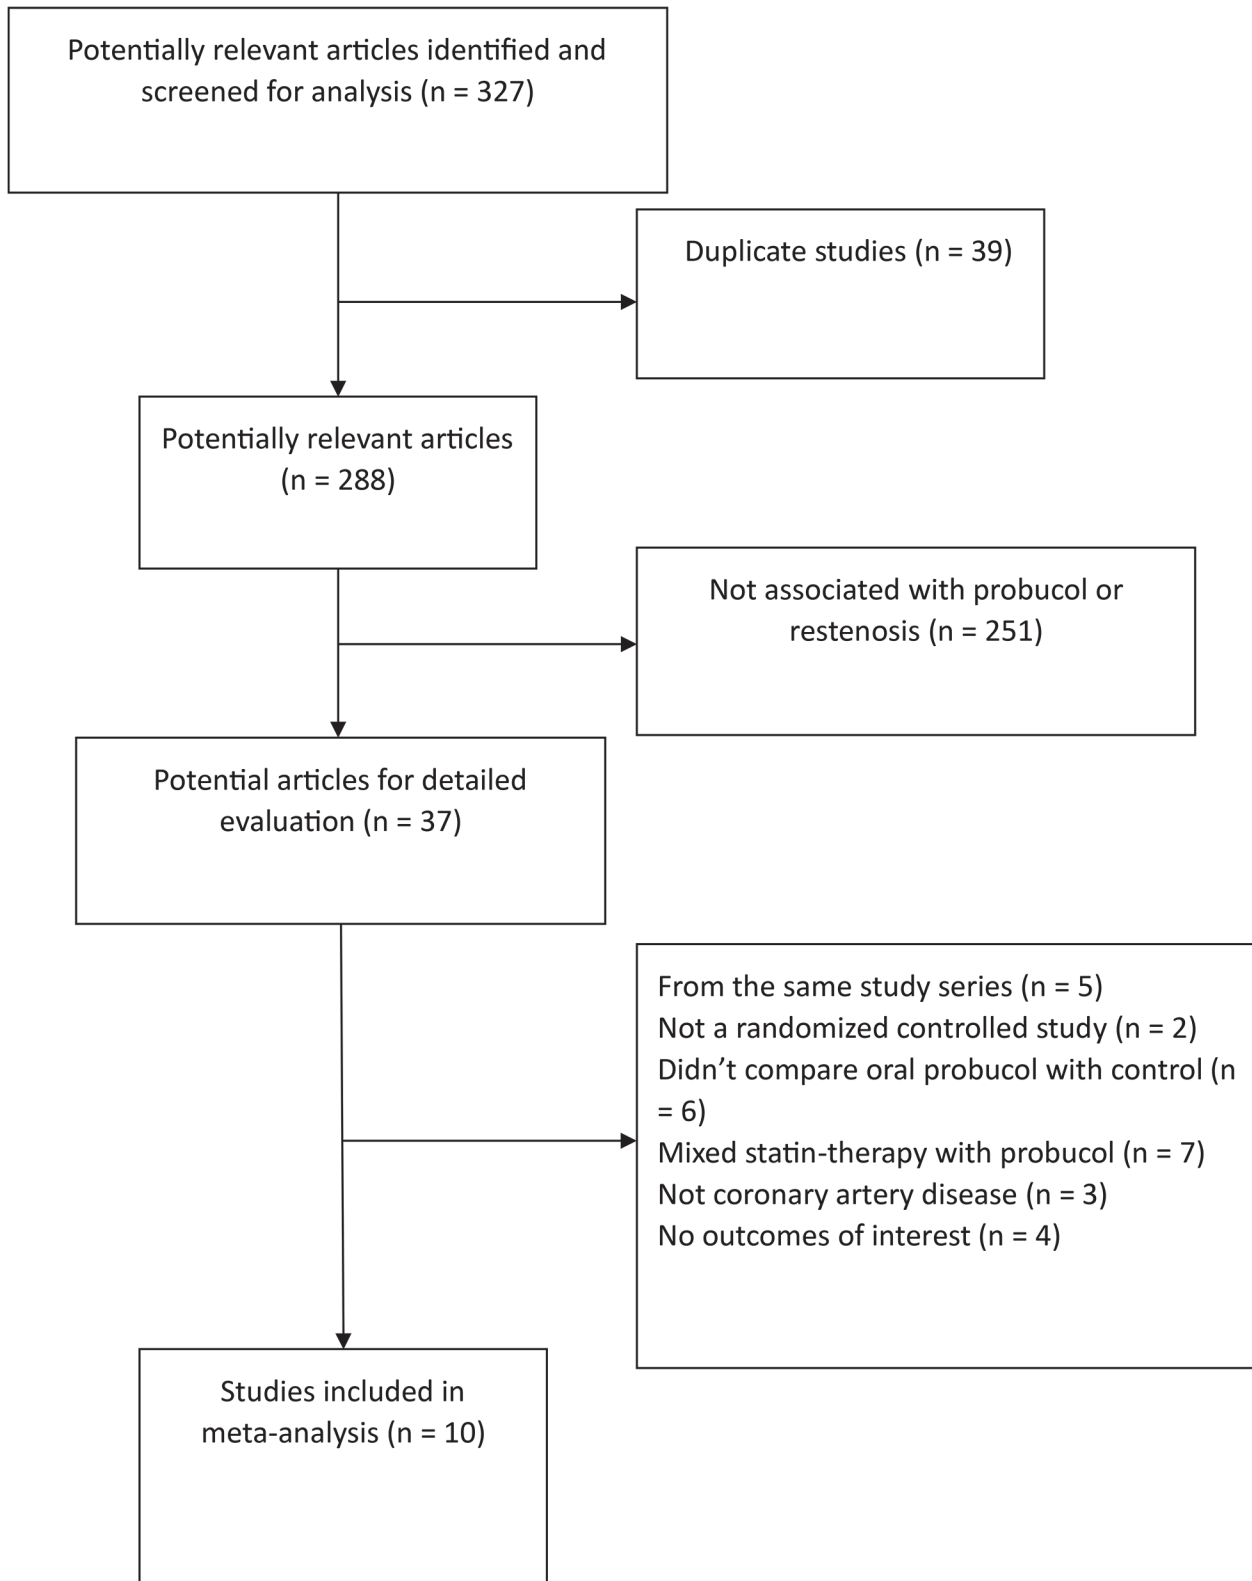 Potentially relevant articles identified and
screened for analysis (n = 327)
Duplicate studies (n = 39)
Potentially relevant articles
(n = 288)
Not associated with probucol or
restenosis (n = 251)
Potential articles for detailed
evaluation (n = 37)
From the same study series (n = 5)
Not a randomized controlled study (n = 2)
Didn’t compare oral probucol with control (n
= 6)
Mixed statin-therapy with probucol (n = 7)
Not coronary artery disease (n = 3)
No outcomes of interest (n = 4)
Studies included in
meta-analysis (n = 10)